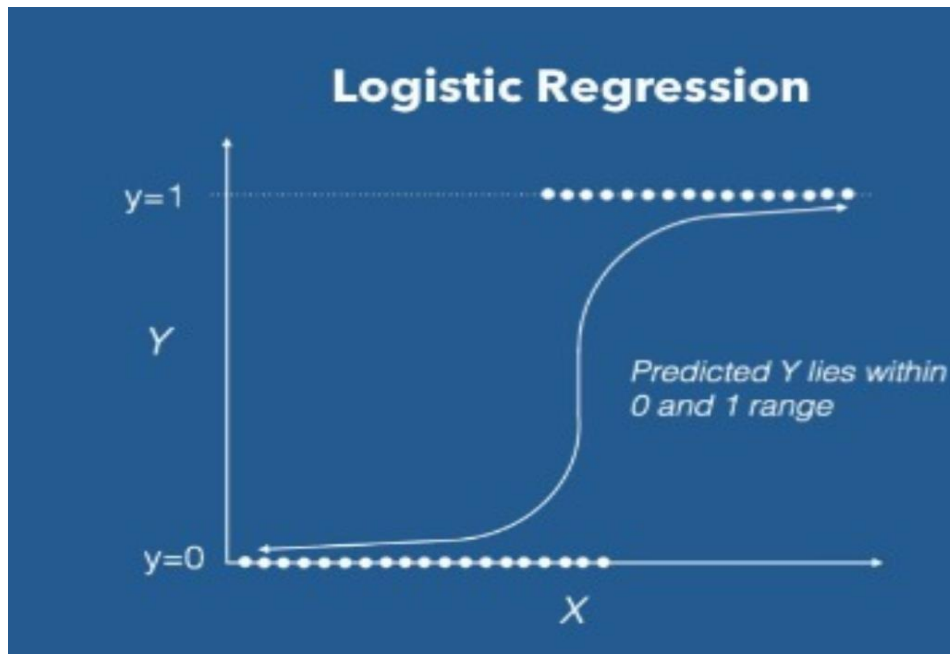 Logistic Regression
y=1
Y
Predicted Y lies within
0 and 1 range
y=0
X